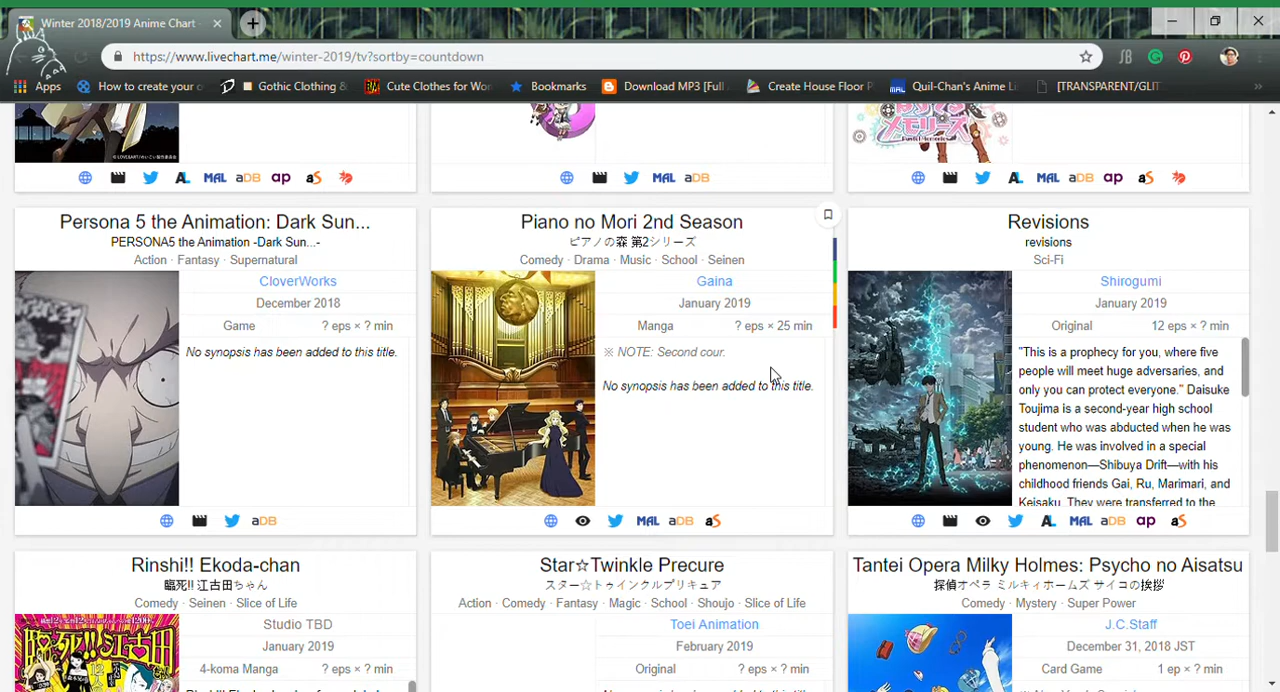 Winter 2018/2019 Anime Chart -
https://www.livechart.me/winter-2019/tv?sortby=countdown
Apps
How to create your o
Gothic Clothing &
Cute Clothes for Wor
Bookmarks
Download MP3 [Full
Create House Floor P
MAL Quil-Chan's Anime Li
[TRANSPARENT/GLIT
»
MAL aDB ap aS
MAL aDB
MAL aDB ap aS
Persona 5 the Animation: Dark Sun...
PERSONA5 the Animation -Dark Sun...-
Action · Fantasy · Supernatural
CloverWorks
December 2018
Game ? eps × ? min
No synopsis has been added to this title.
aDB
Piano no Mori 2nd Season
ピアノの森 第2シリーズ
Comedy · Drama · Music · School · Seinen
Gaina
January 2019
Manga ? eps × 25 min
※ NOTE: Second cour.
No synopsis has been added to this title.
MAL aDB aS
Revisions
revisions
Sci-Fi
Shirogumi
January 2019
Original 12 eps × ? min
"This is a prophecy for you, where five
people will meet huge adversaries, and
only you can protect everyone." Daisuke
Toujima is a second-year high school
student who was abducted when he was
young. He was involved in a special
phenomenon—Shibuya Drift—with his
childhood friends Gai, Ru, Marimari, and
Keisaku. They were transferred to the
MAL aDB ap aS
Rinshi!! Ekoda-chan
臨死!! 江古田ちゃん
Comedy · Seinen · Slice of Life
Studio TBD
January 2019
4-koma Manga ? eps × ? min
Star☆Twinkle Precure
スター☆トゥインクルプリキュア
Action · Comedy · Fantasy · Magic · School · Shoujo · Slice of Life
Toei Animation
February 2019
Original ? eps × ? min
Tantei Opera Milky Holmes: Psycho no Aisatsu
探偵オペラ ミルキィホームズ サイコの挨拶
Comedy · Mystery · Super Power
J.C.Staff
December 31, 2018 JST
Card Game 1 ep × ? min